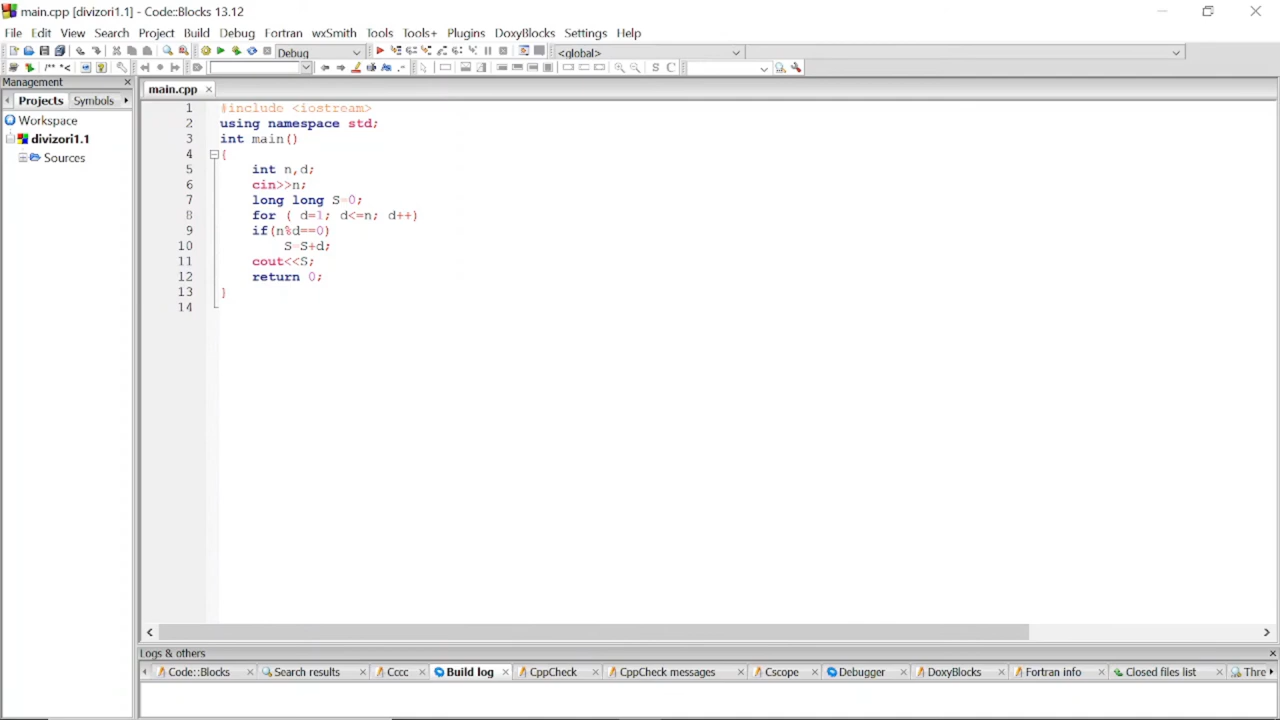 main.cpp [divizori1.1] - Code::Blocks 13.12
File Edit View Search Project Build Debug Fortran wxSmith Tools Tools+ Plugins DoxyBlocks Settings Help
Debug <global>
/** *< S C
Management
Projects Symbols
main.cpp
Workspace
divizori1.1
Sources
1 #include <iostream>
2 using namespace std;
3 int main()
4 {
5 int n,d;
6 cin>>n;
7 long long S=0;
8 for ( d=1; d<=n; d++)
9 if(n%d==0)
10 S=S+d;
11 cout<<S;
12 return 0;
13 }
14
Logs & others
Code::Blocks Search results Cccc Build log CppCheck CppCheck messages Cscope Debugger DoxyBlocks Fortran info Closed files list Thre